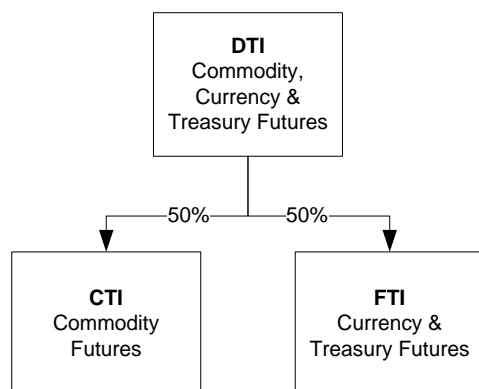 DTI
Commodity,
Currency &
Treasury Futures
50%
50%
CTI
Commodity
Futures
FTI
Currency &
Treasury Futures